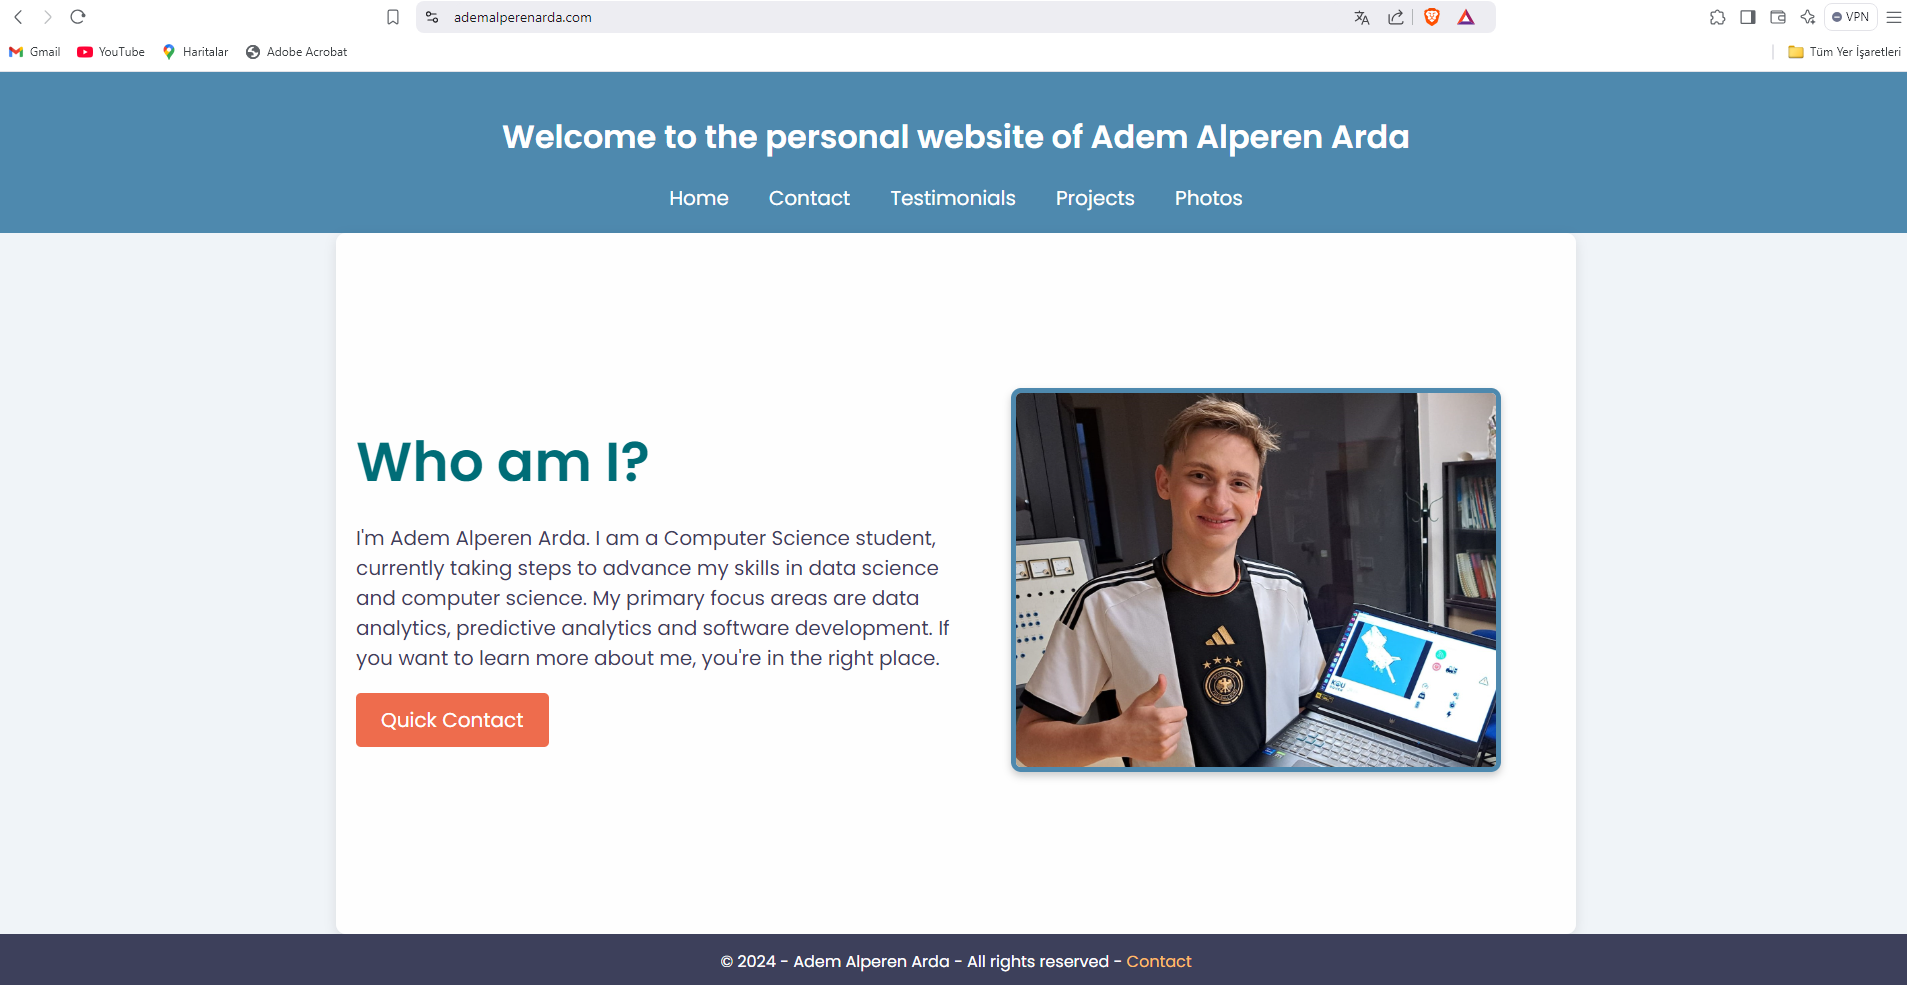 ademalperenarda.com
VPN
Gmail YouTube Haritalar Adobe Acrobat Tüm Yer İşaretleri
Welcome to the personal website of Adem Alperen Arda
Home Contact Testimonials Projects Photos
Who am I?
I'm Adem Alperen Arda. I am a Computer Science student,
currently taking steps to advance my skills in data science
and computer science. My primary focus areas are data
analytics, predictive analytics and software development. If
you want to learn more about me, you're in the right place.
Quick Contact
© 2024 - Adem Alperen Arda - All rights reserved - Contact